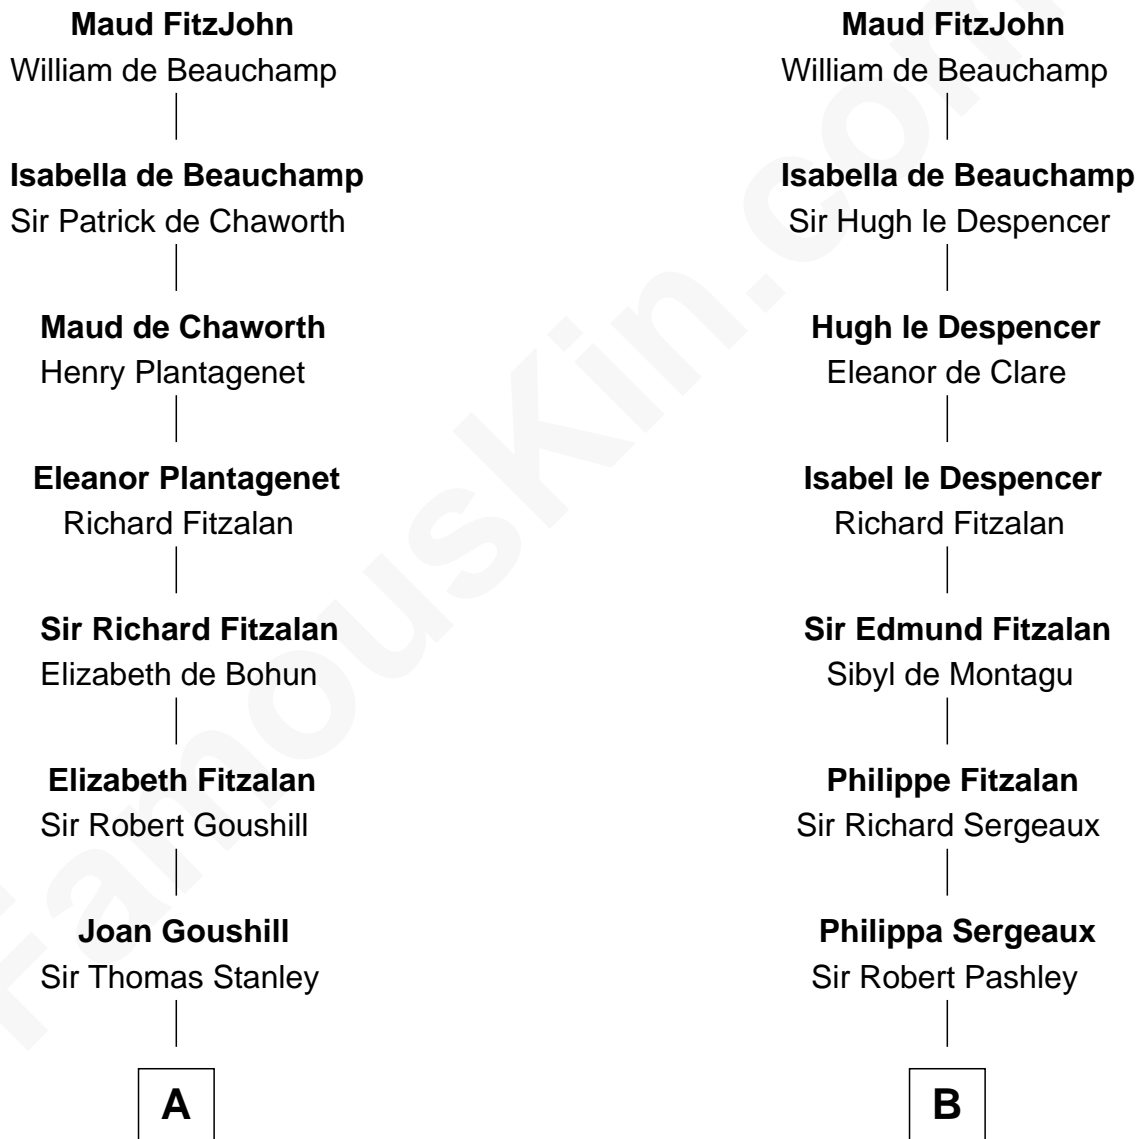 Maud FitzJohn
William de Beauchamp
Isabella de Beauchamp
Sir Patrick de Chaworth
Maud de Chaworth
Henry Plantagenet
Eleanor Plantagenet
Richard Fitzalan
Sir Richard Fitzalan
Elizabeth de Bohun
Elizabeth Fitzalan
Sir Robert Goushill
Joan Goushill
Sir Thomas Stanley
A
Maud FitzJohn
William de Beauchamp
Isabella de Beauchamp
Sir Hugh le Despencer
Hugh le Despencer
Eleanor de Clare
Isabel le Despencer
Richard Fitzalan
Sir Edmund Fitzalan
Sibyl de Montagu
Philippe Fitzalan
Sir Richard Sergeaux
Philippa Sergeaux
Sir Robert Pashley
B
FamousKin.com